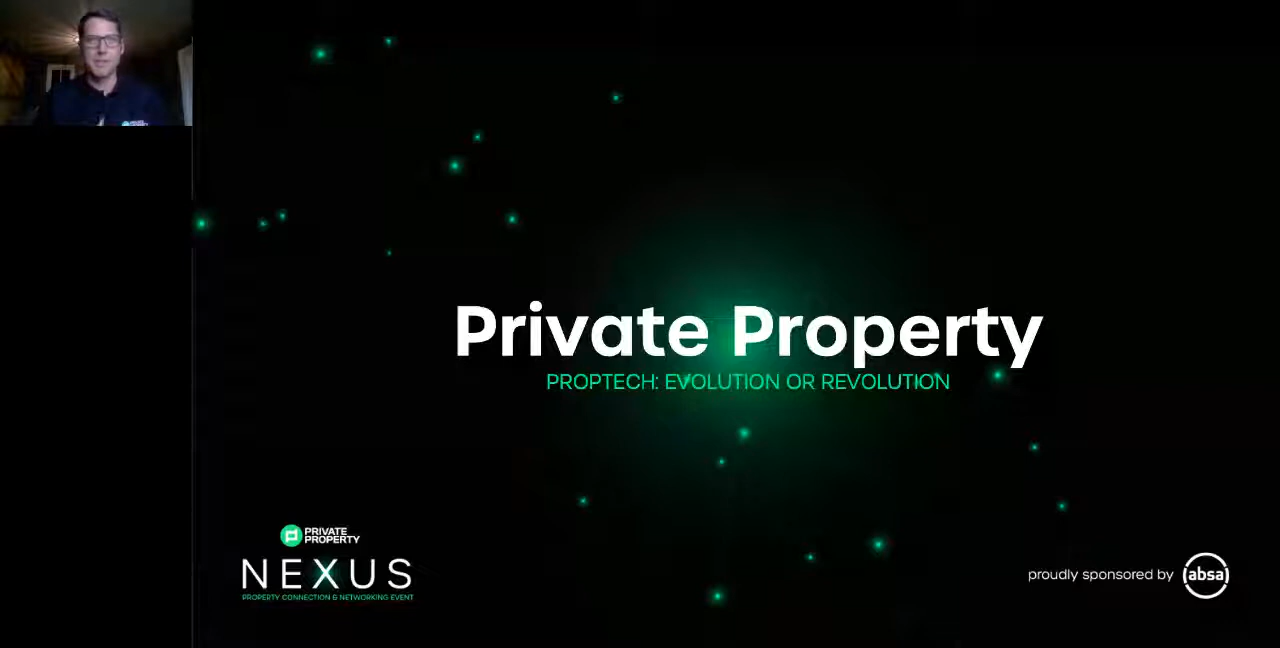 Private Property
PROPTECH: EVOLUTION OR REVOLUTION
PRIVATE
PROPERTY
NEXUS
PROPERTY CONNECTION & NETWORKING EVENT
proudly sponsored by
absa